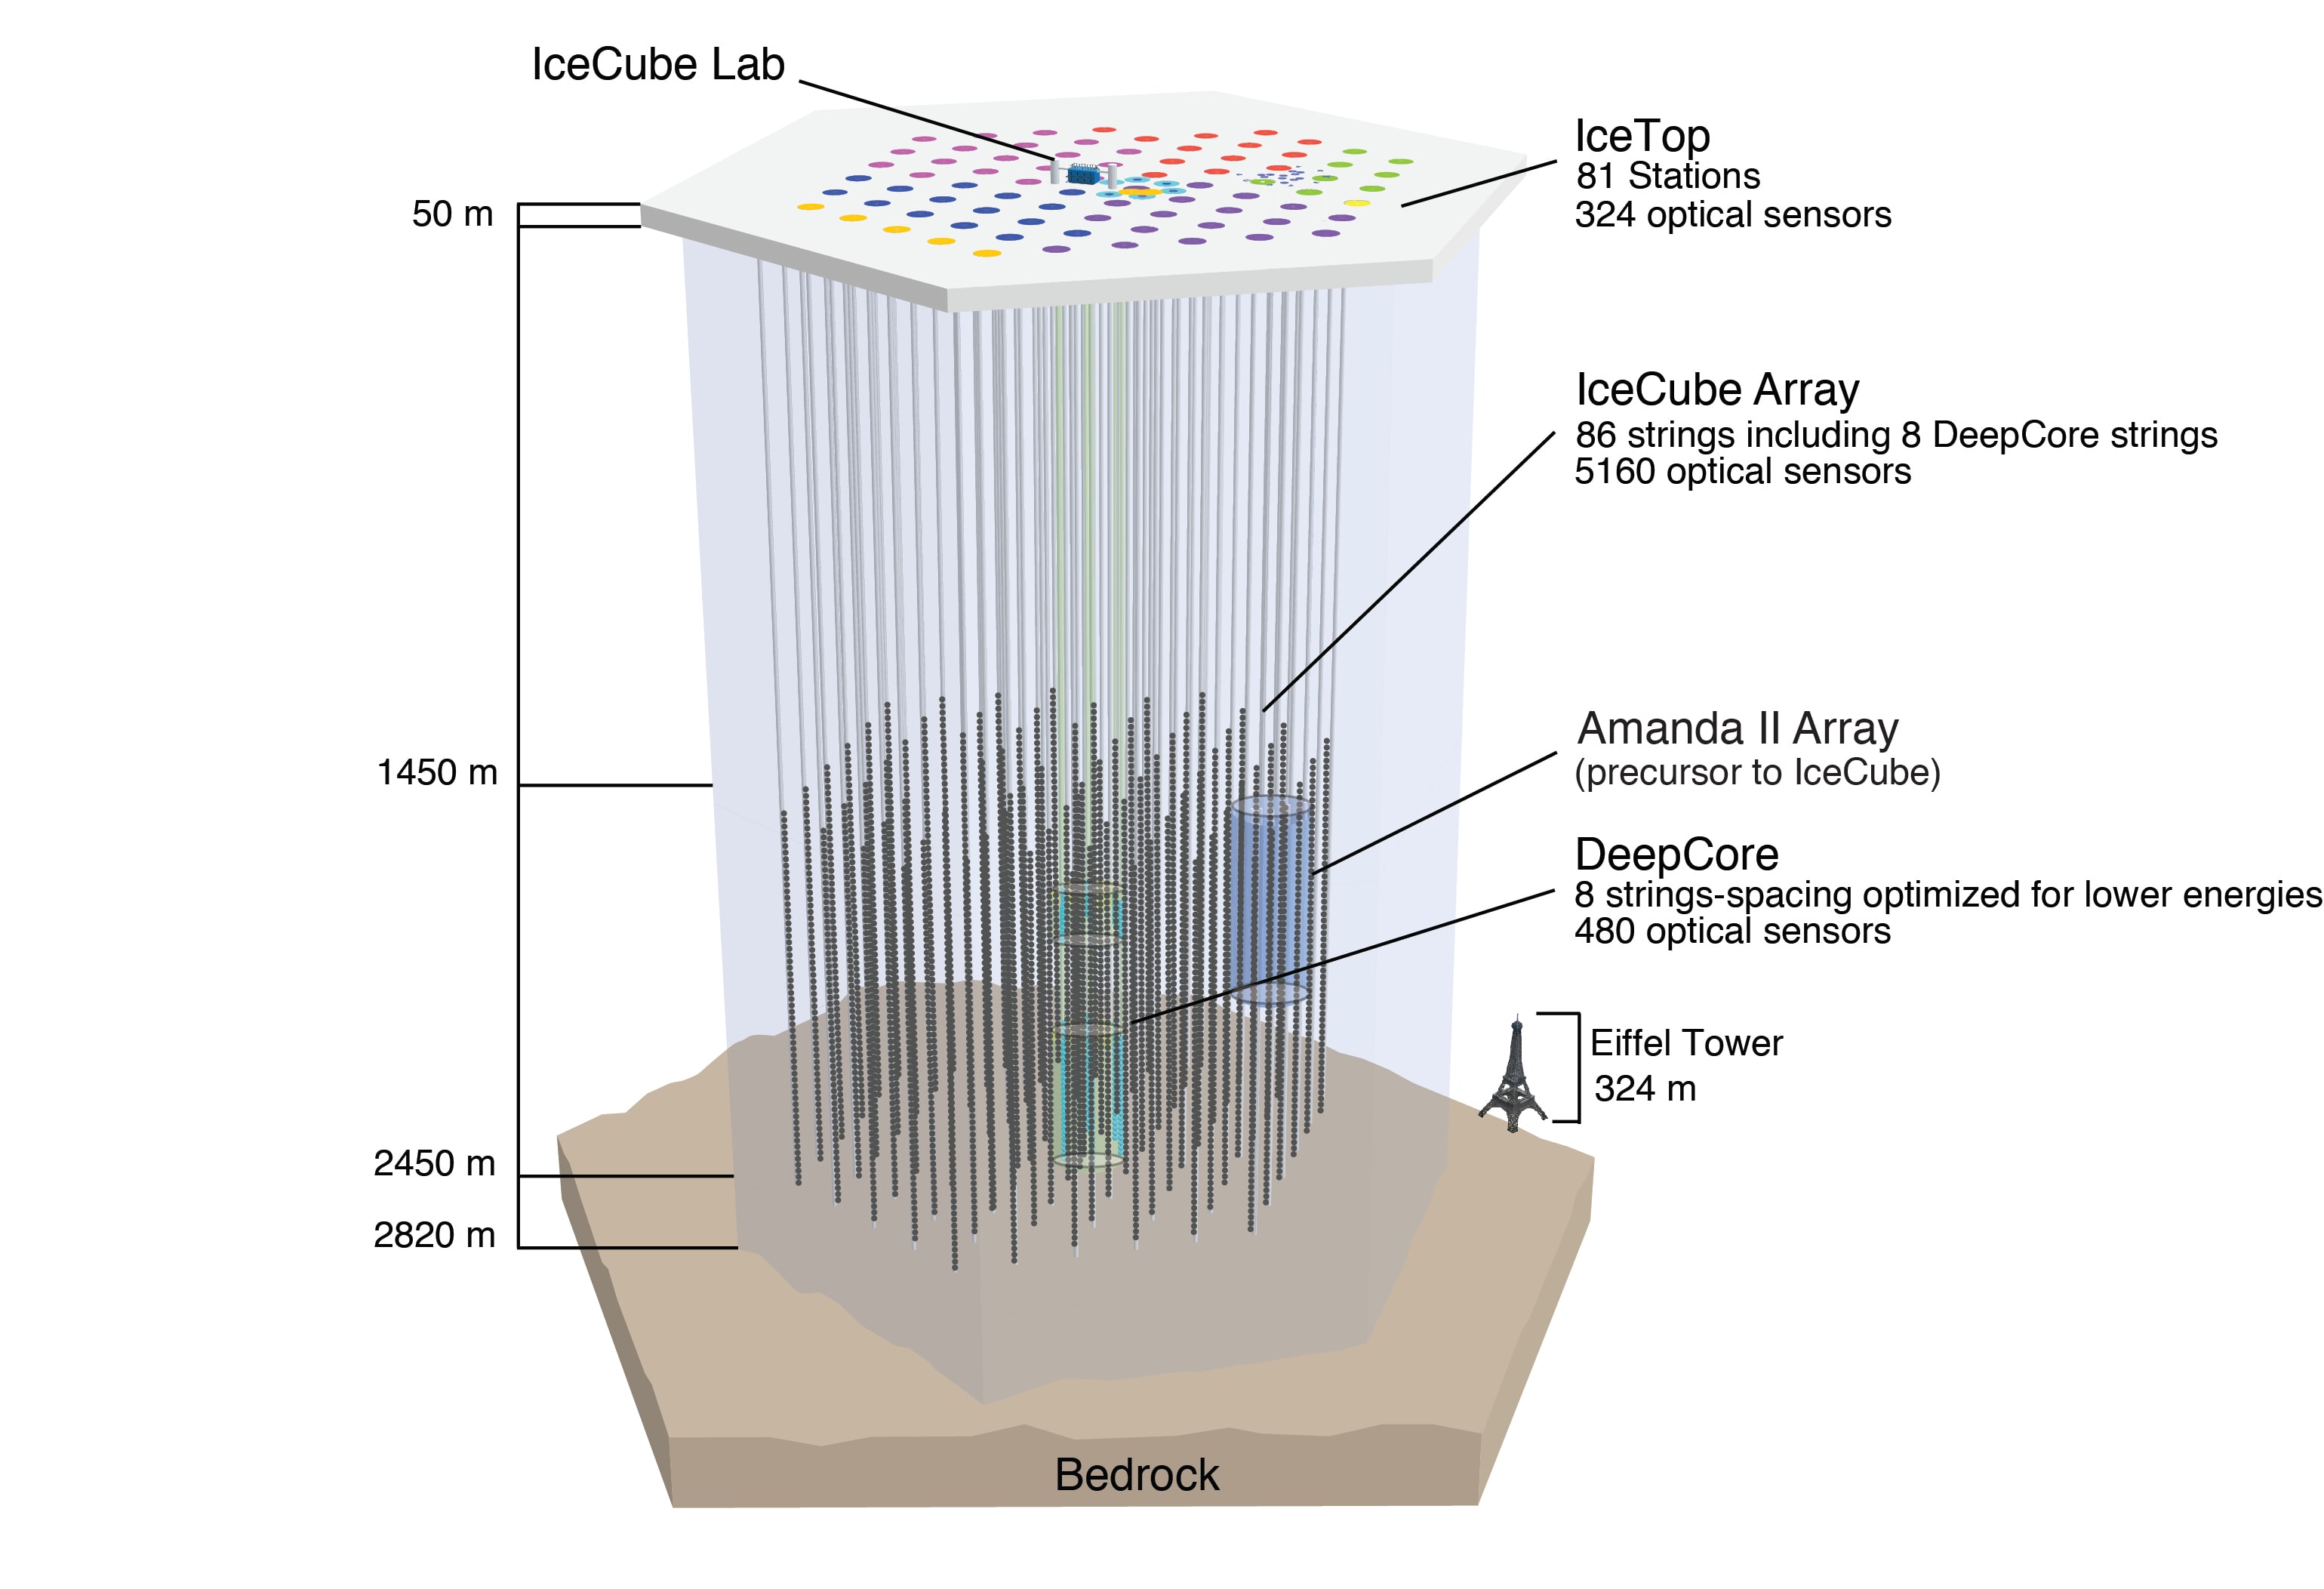 IceCube Lab
50 m
1450 m
2450 m
2820 m
IceTop
81 Stations
324 optical sensors
IceCube Array
86 strings including 8 DeepCore strings
5160 optical sensors
Amanda II Array
(precursor to IceCube)
DeepCore
8 strings-spacing optimized for lower energies
480 optical sensors
Eiffel Tower
324 m
Bedrock